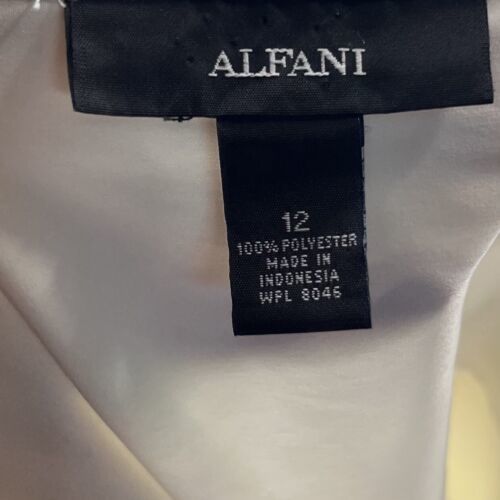 ALFANI
12
100% POLYESTER
MADE IN
INDONESIA
WPL 8046